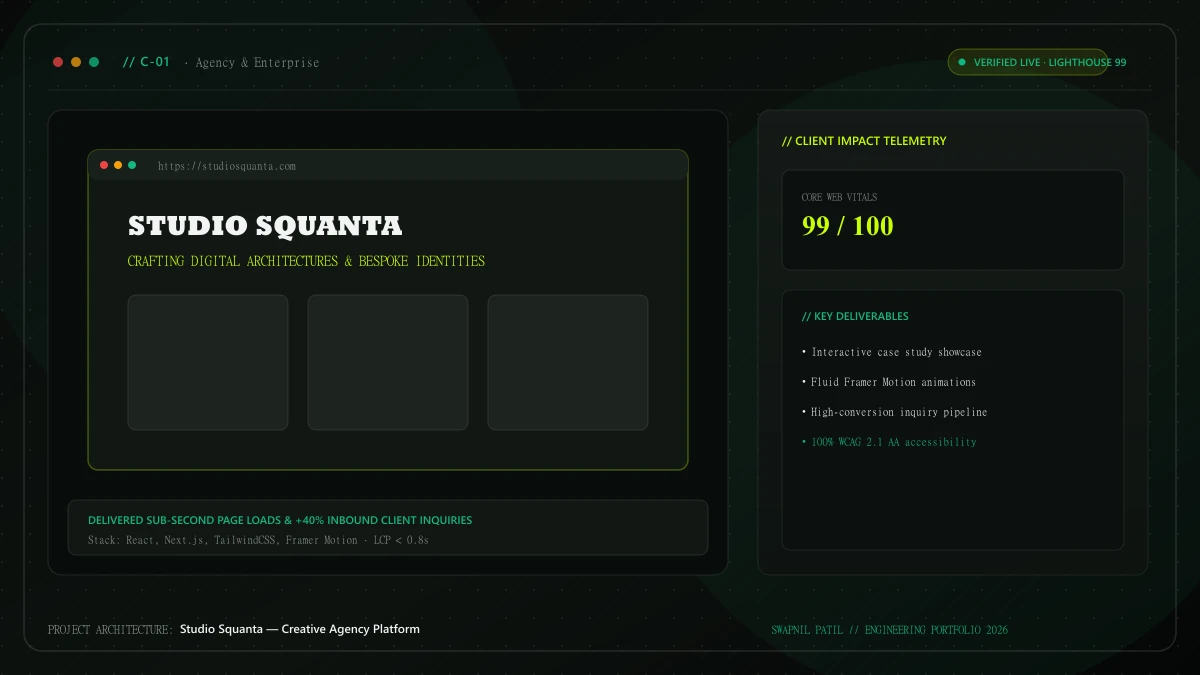 // C-01 · Agency & Enterprise
VERIFIED LIVE · LIGHTHOUSE 99
https://studiosquanta.com
STUDIO SQUANTA
CRAFTING DIGITAL ARCHITECTURES & BESPOKE IDENTITIES
DELIVERED SUB-SECOND PAGE LOADS & +40% INBOUND CLIENT INQUIRIES
Stack: React, Next.js, TailwindCSS, Framer Motion · LCP < 0.8s
// CLIENT IMPACT TELEMETRY
CORE WEB VITALS
99 / 100
// KEY DELIVERABLES
• Interactive case study showcase
• Fluid Framer Motion animations
• High-conversion inquiry pipeline
• 100% WCAG 2.1 AA accessibility
PROJECT ARCHITECTURE: Studio Squanta — Creative Agency Platform
SWAPNIL PATIL // ENGINEERING PORTFOLIO 2026